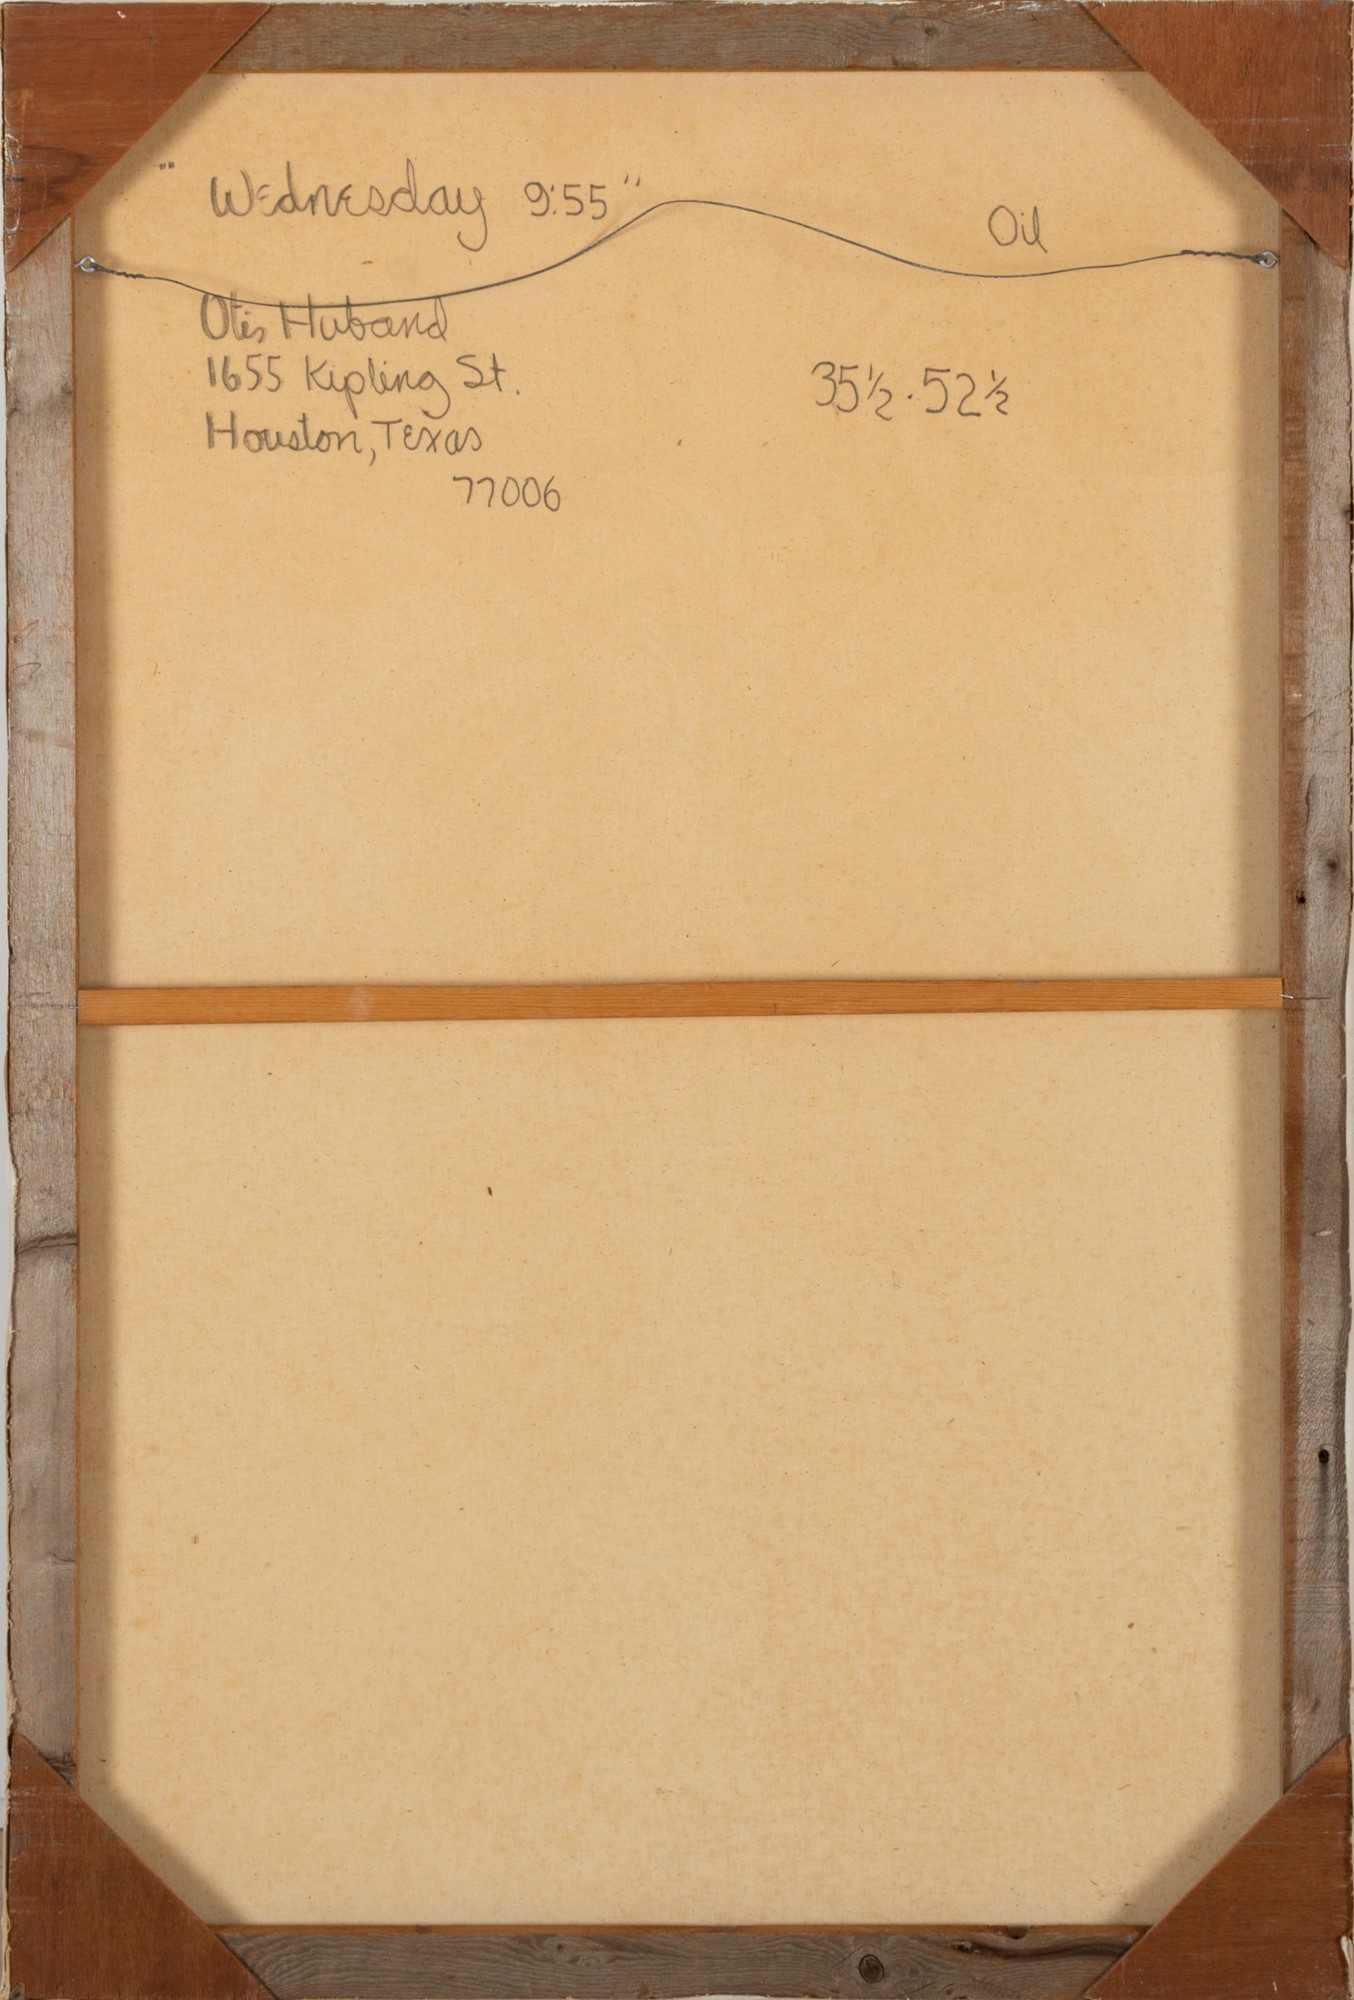 "Wednesday 9:55"
Oil
Otis Huband
1655 Kipling St.
35½ · 52½
Houston, Texas
77006